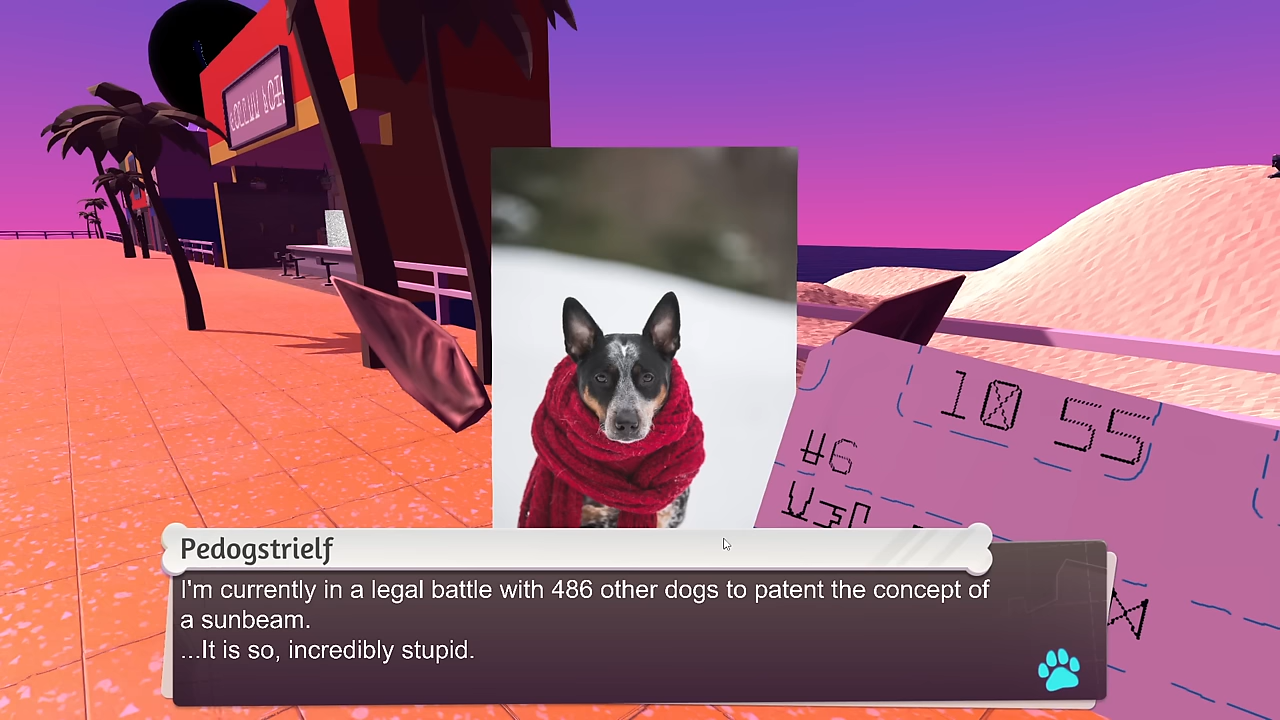 10 55
#6
Pedogstrielf
I'm currently in a legal battle with 486 other dogs to patent the concept of
a sunbeam.
...It is so, incredibly stupid.